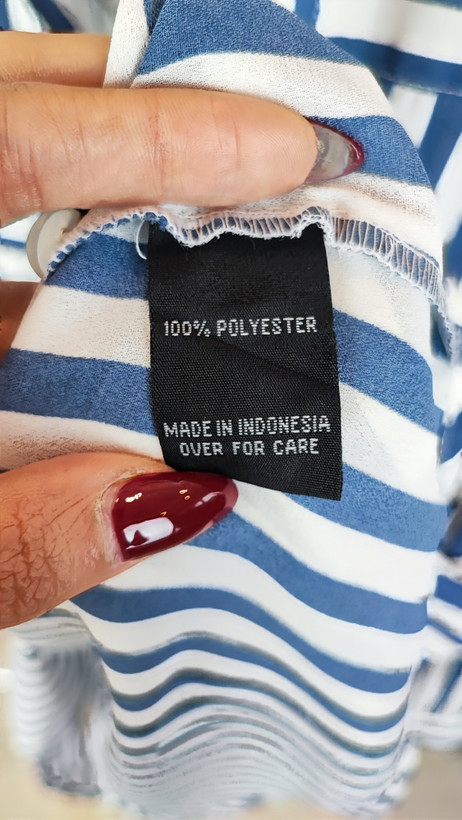 100% POLYESTER
MADE IN INDONESIA
OVER FOR CARE